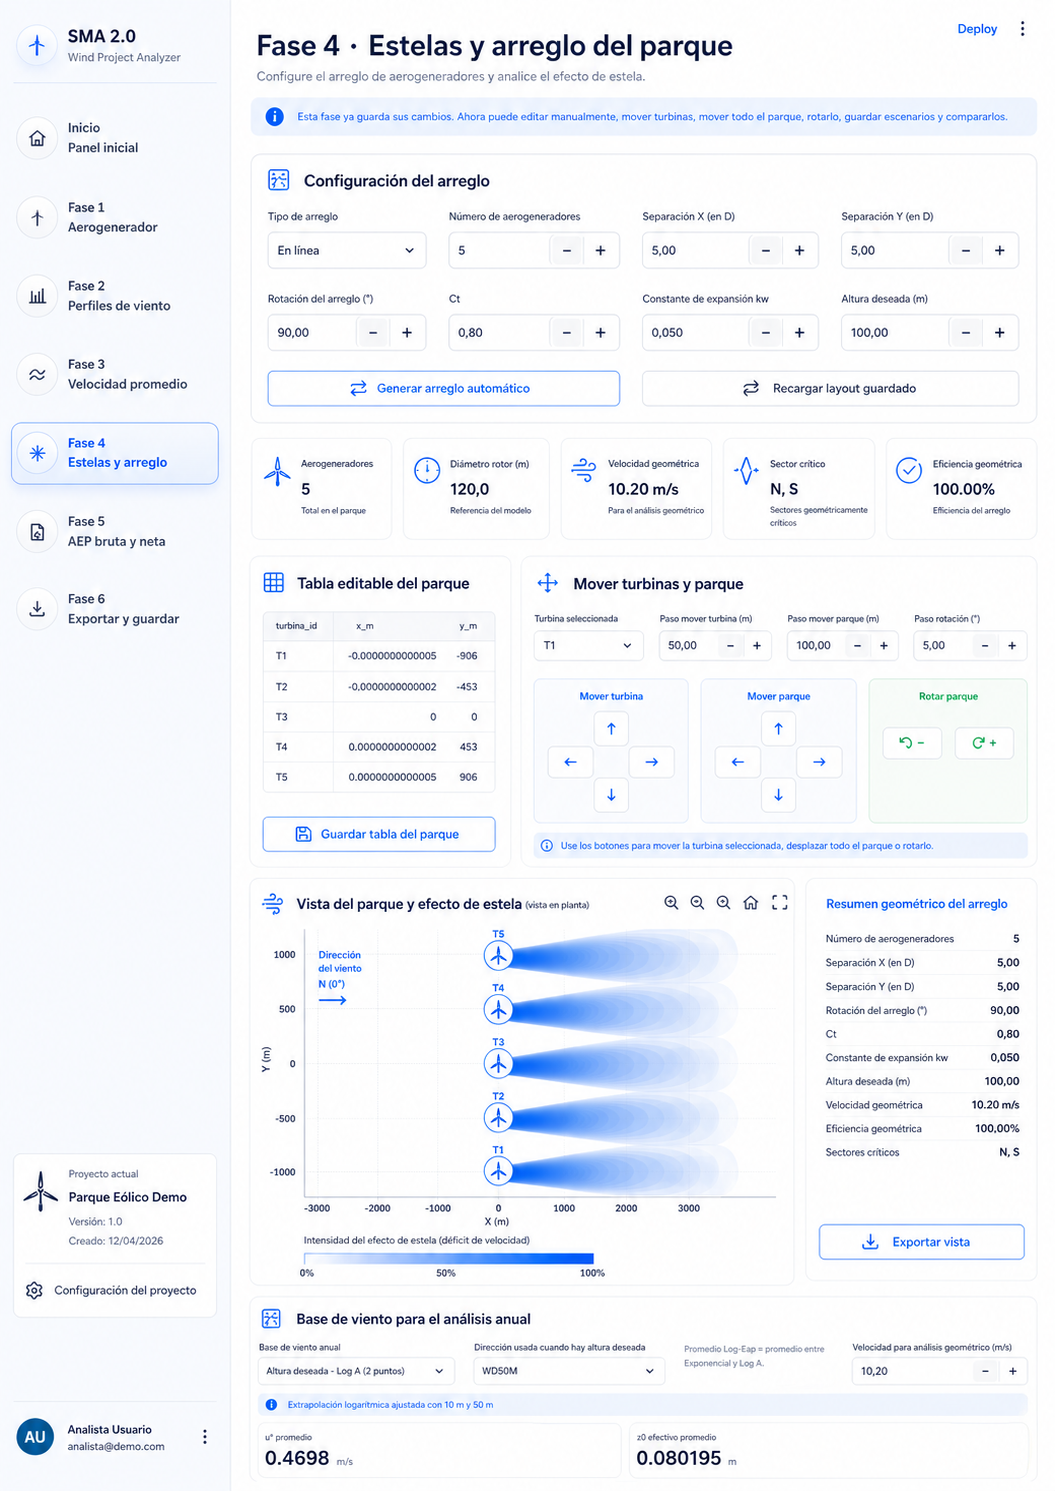 SMA 2.0
Wind Project Analyzer
Inicio
Panel inicial
Fase 1
Aerogenerador
Fase 2
Perfiles de viento
Fase 3
Velocidad promedio
Fase 4
Estelas y arreglo
Fase 5
AEP bruta y neta
Fase 6
Exportar y guardar
Proyecto actual
Parque Eólico Demo
Versión: 1.0
Creado: 12/04/2026
Configuración del proyecto
AU
Analista Usuario
analista@demo.com
Deploy
Fase 4 · Estelas y arreglo del parque
Configure el arreglo de aerogeneradores y analice el efecto de estela.
Esta fase ya guarda sus cambios. Ahora puede editar manualmente, mover turbinas, mover todo el parque, rotarlo, guardar escenarios y compararlos.
Configuración del arreglo
Tipo de arreglo Número de aerogeneradores Separación X (en D) Separación Y (en D)
En línea 5 − + 5,00 − + 5,00 − +
Rotación del arreglo (°) Ct Constante de expansión kw Altura deseada (m)
90,00 − + 0,80 − + 0,050 − + 100,00 − +
Generar arreglo automático Recargar layout guardado
Aerogeneradores
5
Total en el parque
Diámetro rotor (m)
120,0
Referencia del modelo
Velocidad geométrica
10.20 m/s
Para el análisis geométrico
Sector crítico
N, S
Sectores geométricamente
críticos
Eficiencia geométrica
100.00%
Efficiencia del arreglo
Tabla editable del parque
turbina_id x_m y_m
T1 -0.0000000000005 -906
T2 -0.0000000000002 -453
T3 0 0
T4 0.0000000000002 453
T5 0.0000000000005 906
Guardar tabla del parque
Mover turbinas y parque
Turbina seleccionada Paso mover turbina (m) Paso mover parque (m) Paso rotación (°)
T1 50,00 − + 100,00 − + 5,00 − +
Mover turbina
↑
← →
↓
Mover parque
↑
← →
↓
Rotar parque
− +
Use los botones para mover la turbina seleccionada, desplazar todo el parque o rotarlo.
Vista del parque y efecto de estela (vista en planta)
Dirección
del viento
N (0°)
Y (m)
1000
500
0
-500
-1000
T5
T4
T3
T2
T1
-3000 -2000 -1000 0 1000 2000 3000
X (m)
Intensidad del efecto de estela (déficit de velocidad)
0% 50% 100%
Resumen geométrico del arreglo
Número de aerogeneradores 5
Separación X (en D) 5,00
Separación Y (en D) 5,00
Rotación del arreglo (°) 90,00
Ct 0,80
Constante de expansión kw 0,050
Altura deseada (m) 100,00
Velocidad geométrica 10.20 m/s
Eficiencia geométrica 100,00%
Sectores críticos N, S
Exportar vista
Base de viento para el análisis anual
Base de viento anual
Altura deseada - Log A (2 puntos)
Dirección usada cuando hay altura deseada
WD50M
Promedio Log-Eap = promedio entre
Exponencial y Log A.
Velocidad para análisis geométrico (m/s)
10,20 − +
Extrapolación logarítmica ajustada con 10 m y 50 m
u* promedio
0.4698 m/s
z0 efectivo promedio
0.080195 m